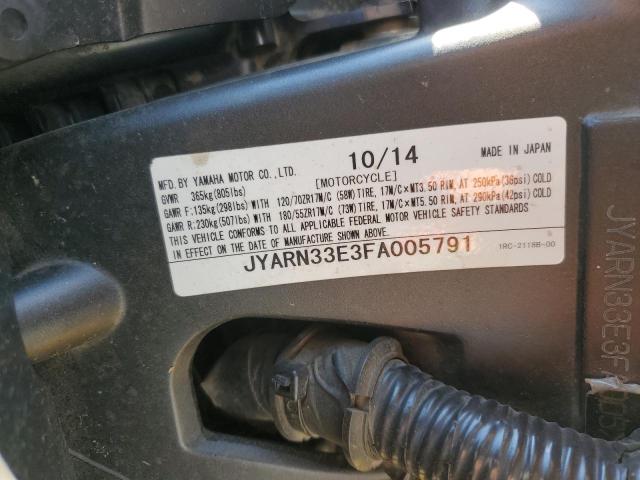 MFD. BY YAMAHA MOTOR CO., LTD. 10/14 MADE IN JAPAN
GVWR 365kg(805lbs) [MOTORCYCLE]
GAWR F:135kg(298lbs) WITH 120/70ZR17M/C (58W) TIRE, 17M/C×MT3.50 RIM, AT 250kPa(36psi) COLD
GAWR R:230kg(507lbs) WITH 180/55ZR17M/C (73W) TIRE, 17M/C×MT5.50 RIM, AT 290kPa(42psi) COLD
THIS VEHICLE CONFORMS TO ALL APPLICABLE FEDERAL MOTOR VEHICLE SAFETY STANDARDS
IN EFFECT ON THE DATE OF MANUFACTURE SHOWN ABOVE.
JYARN33E3FA005791 1RC-2118B-00
JYARN33E3FA005